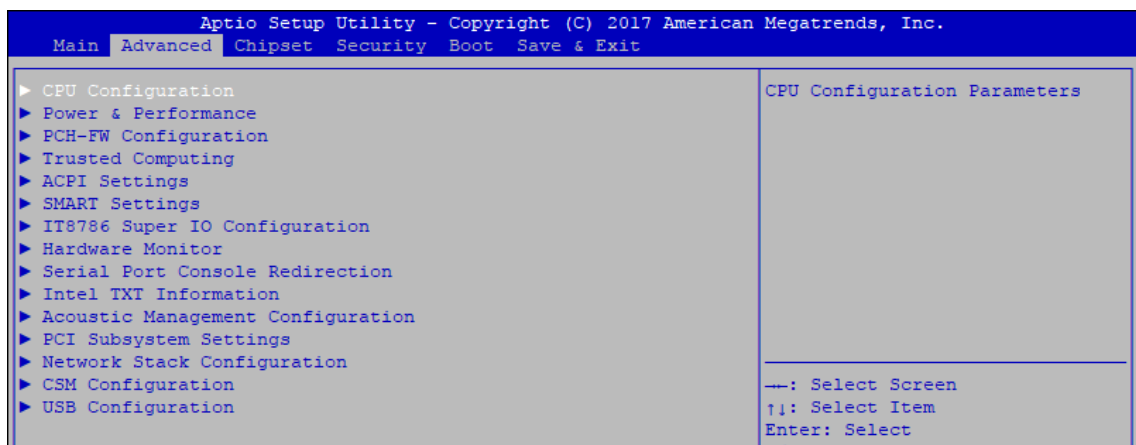 Aptio Setup Utility - Copyright (C) 2017 American Megatrends, Inc.
Main Advanced Chipset Security Boot Save & Exit
► CPU Configuration
► Power & Performance
► PCH-FW Configuration
► Trusted Computing
► ACPI Settings
► SMART Settings
► IT8786 Super IO Configuration
► Hardware Monitor
► Serial Port Console Redirection
► Intel TXT Information
► Acoustic Management Configuration
► PCI Subsystem Settings
► Network Stack Configuration
► CSM Configuration
► USB Configuration
CPU Configuration Parameters
→←: Select Screen
↑↓: Select Item
Enter: Select